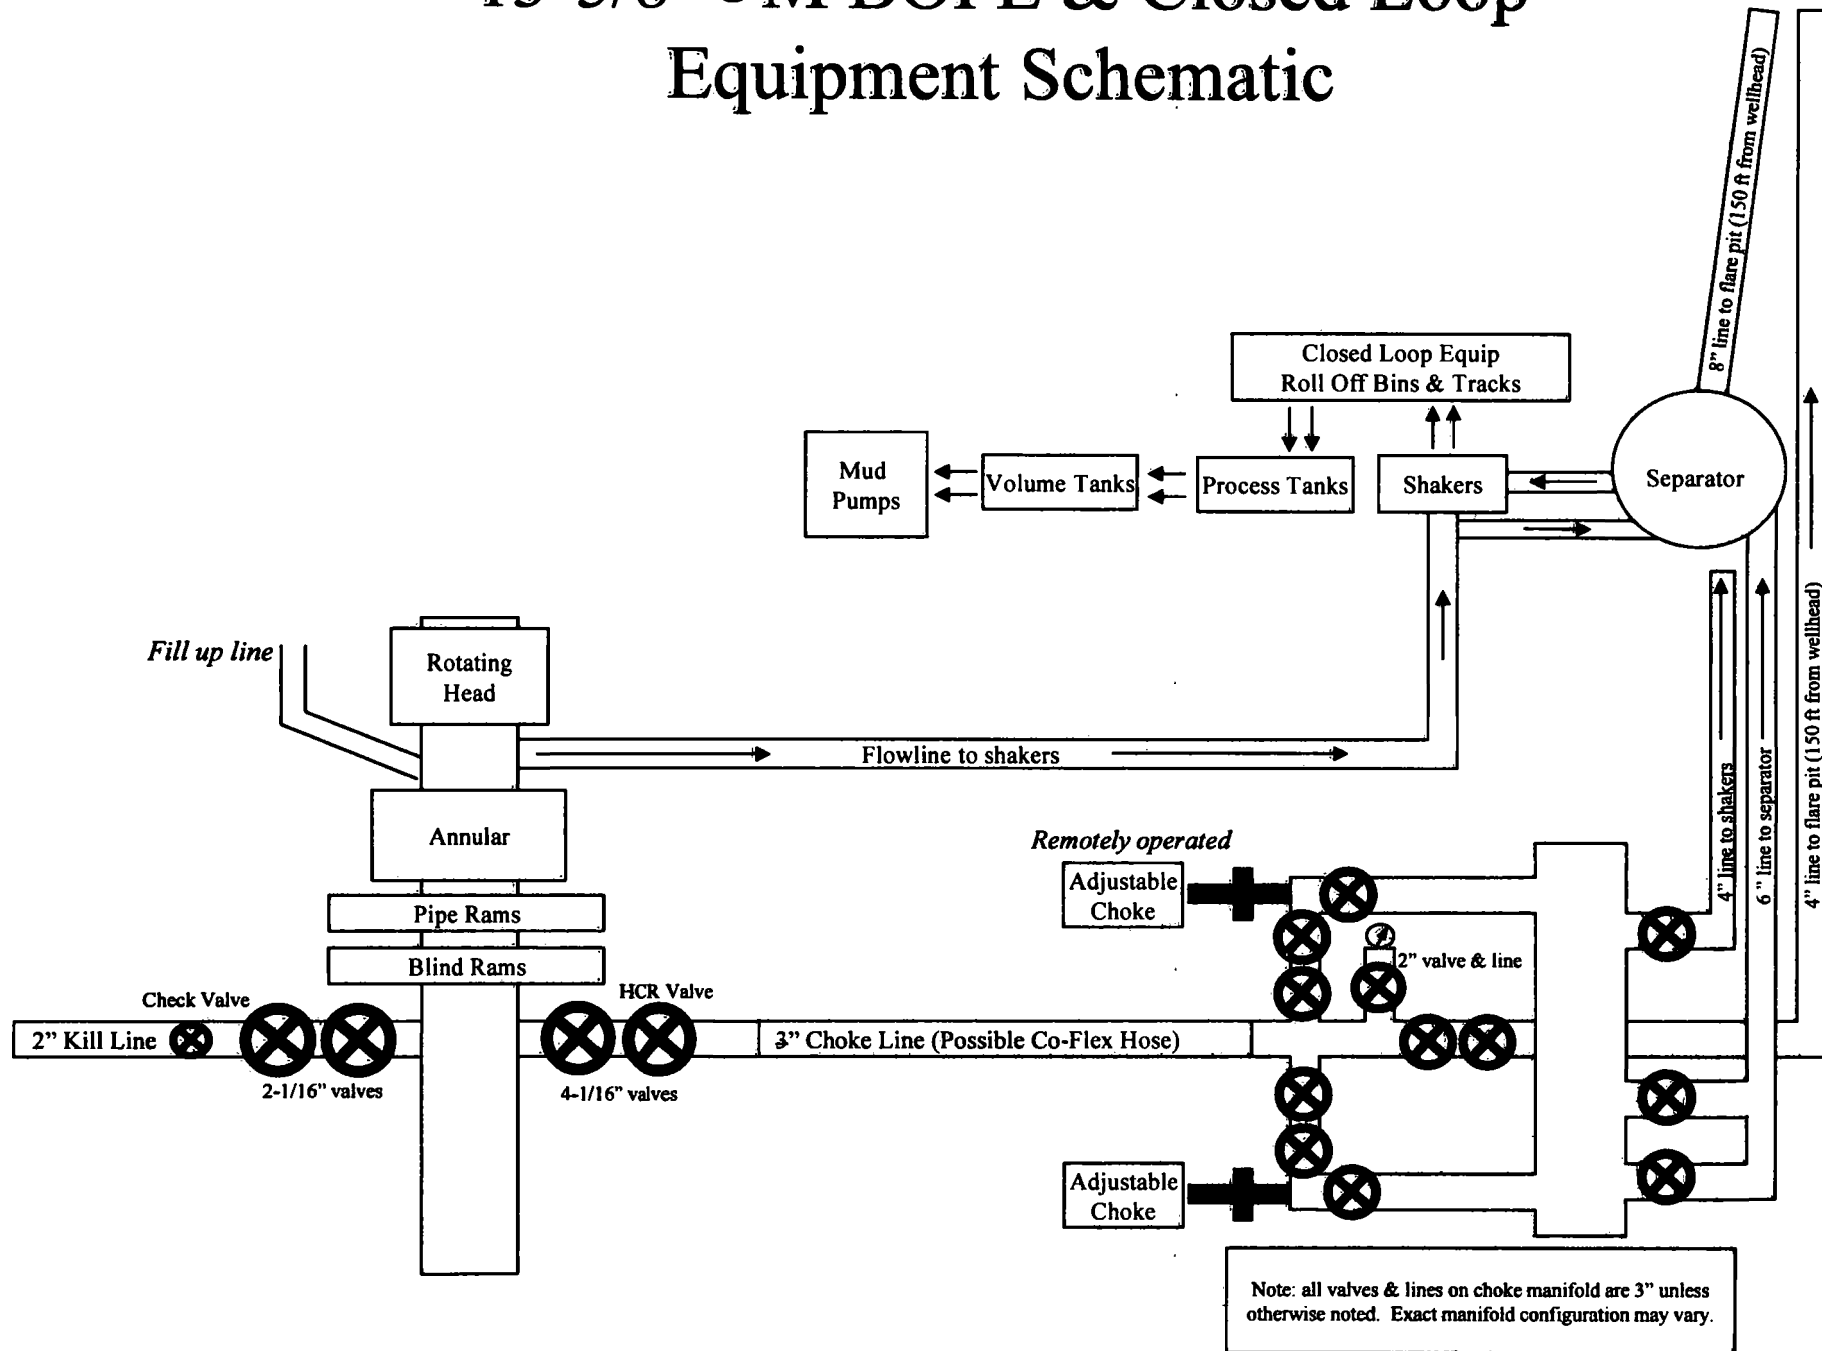 & Closed Loop
Equipment Schematic
8” line to flare pit (150 ft from wellhead)
Closed Loop Equip
Roll Off Bins & Tracks
Mud
Pumps
Volume Tanks
Process Tanks
Shakers
Separator
Fill up line
Rotating
Head
Flowline to shakers
4” line to shakers
6” line to separator
4” line to flare pit (150 ft from wellhead)
Annular
Remotely operated
Adjustable
Choke
Pipe Rams
Blind Rams
2” valve & line
Check Valve
HCR Valve
2” Kill Line
3” Choke Line (Possible Co-Flex Hose)
2-1/16” valves
4-1/16” valves
Adjustable
Choke
Note: all valves & lines on choke manifold are 3” unless
otherwise noted. Exact manifold configuration may vary.